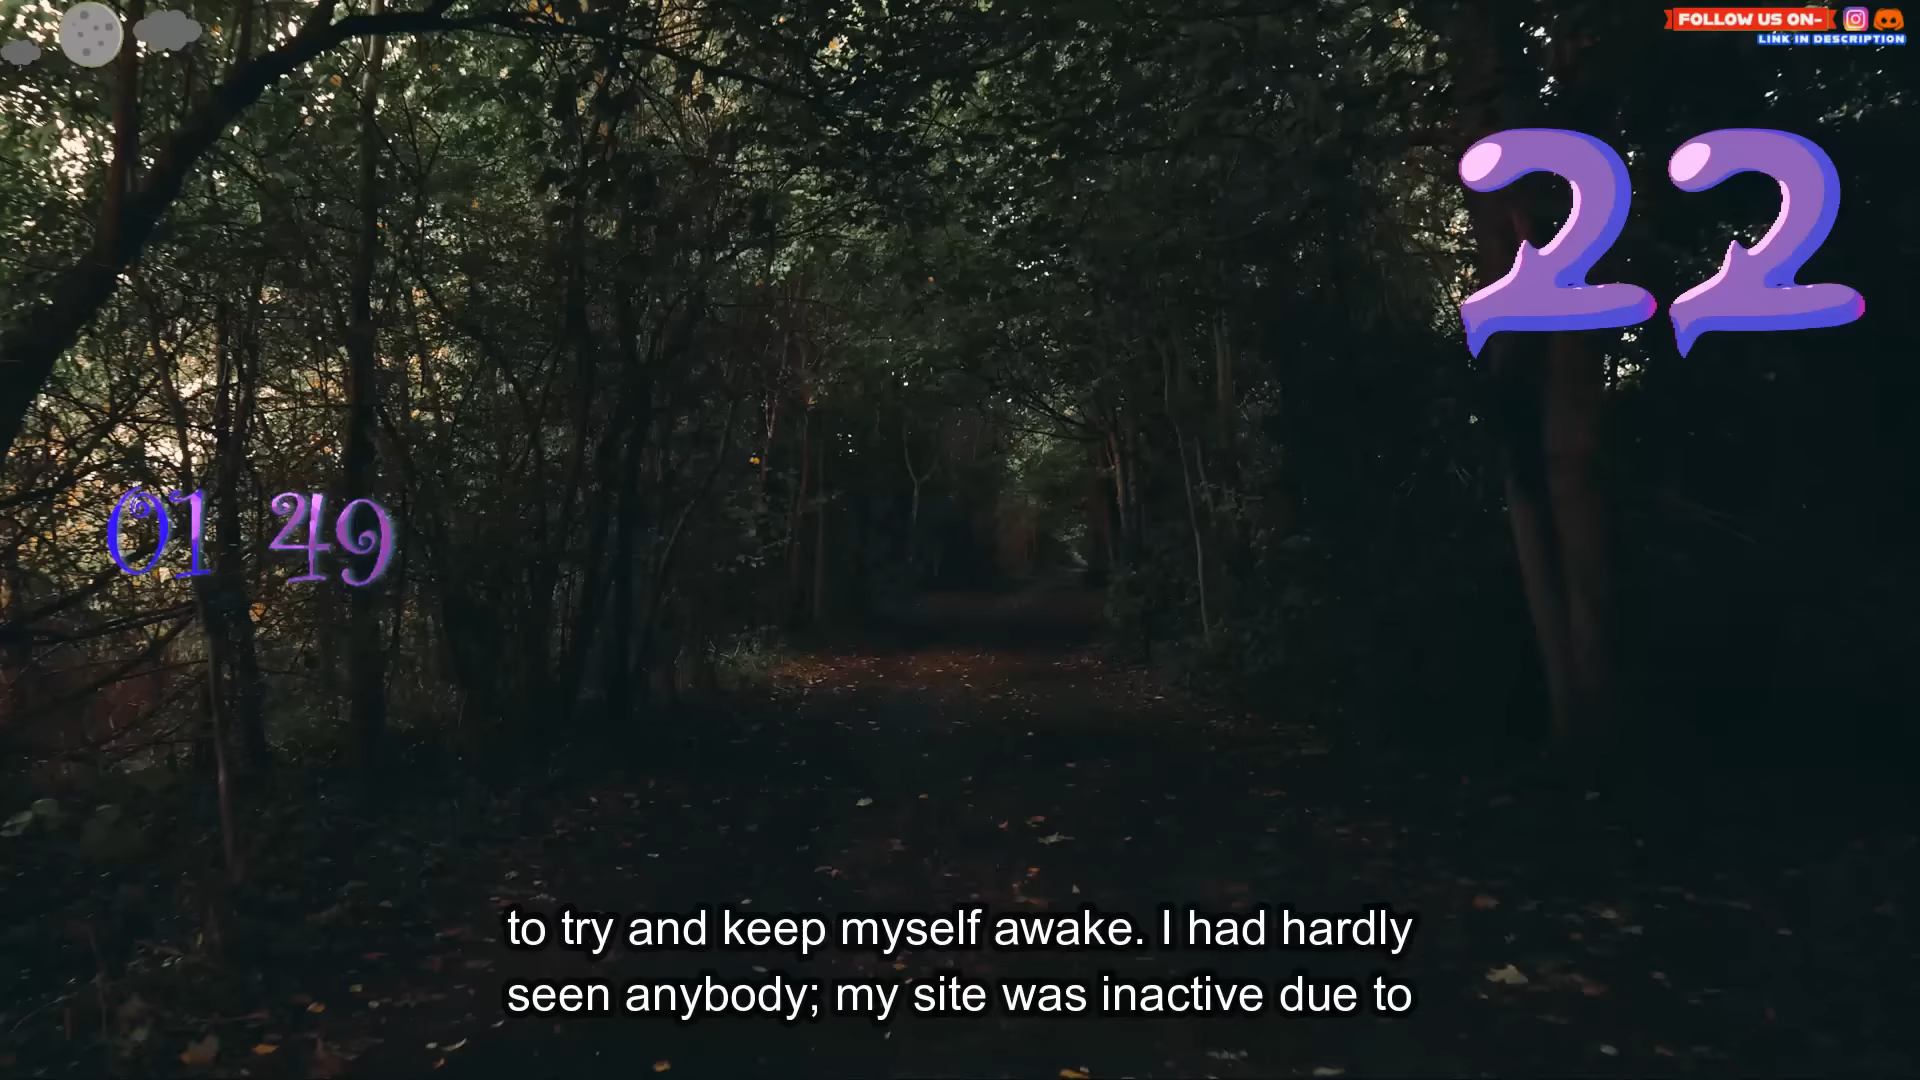 FOLLOW US ON-
LINK IN DESCRIPTION
22
01 49
to try and keep myself awake. I had hardly
seen anybody; my site was inactive due to